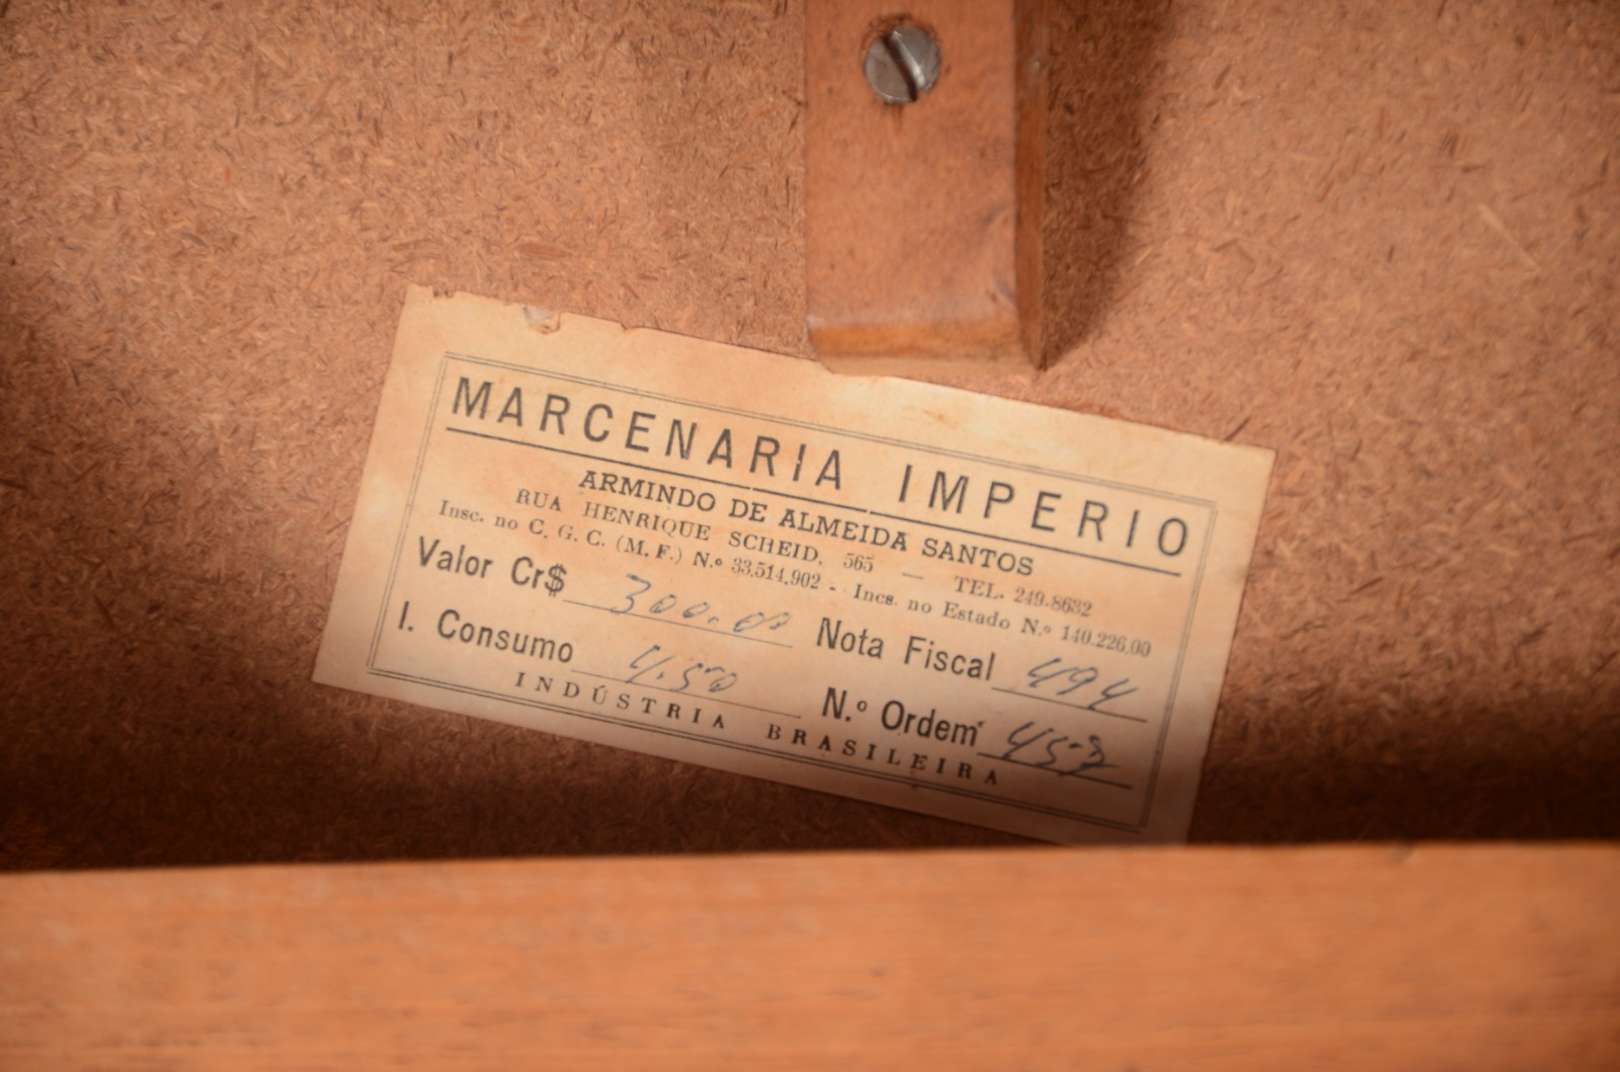 MARCENARIA IMPERIO
ARMINDO DE ALMEIDA SANTOS
RUA HENRIQUE SCHEID, 565 — TEL. 249-8632
Insc. no C. G. C. (M. F.) N.º 33.514.902 - Incs. no Estado N.º 140.226.00
Valor Cr$ 300.00 Nota Fiscal 494
I. Consumo 4.50 N.º Ordem 457
INDÚSTRIA BRASILEIRA